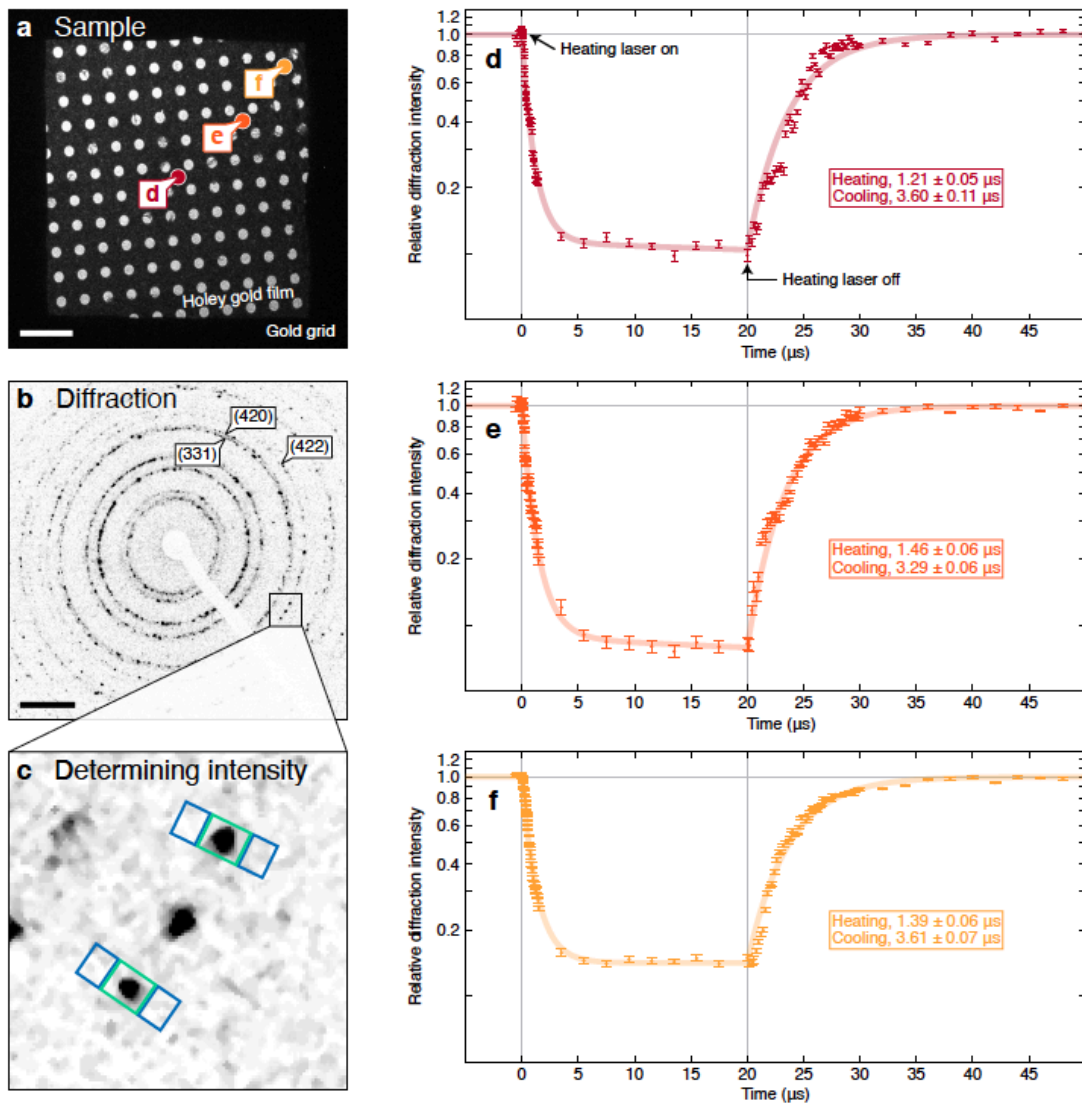 a Sample
f
e
d
Holey gold film
Gold grid
b Diffraction
(420)
(331)
(422)
c Determining intensity
1.2
1.0
0.8
0.6
0.4
0.2
Relative diffraction intensity
d
Heating laser on
Heating, 1.21 ± 0.05 µs
Cooling, 3.60 ± 0.11 µs
Heating laser off
0 5 10 15 20 25 30 35 40 45
Time (µs)
1.2
1.0
0.8
0.6
0.4
0.2
Relative diffraction intensity
e
Heating, 1.46 ± 0.06 µs
Cooling, 3.29 ± 0.06 µs
0 5 10 15 20 25 30 35 40 45
Time (µs)
1.2
1.0
0.8
0.6
0.4
0.2
Relative diffraction intensity
f
Heating, 1.39 ± 0.06 µs
Cooling, 3.61 ± 0.07 µs
0 5 10 15 20 25 30 35 40 45
Time (µs)